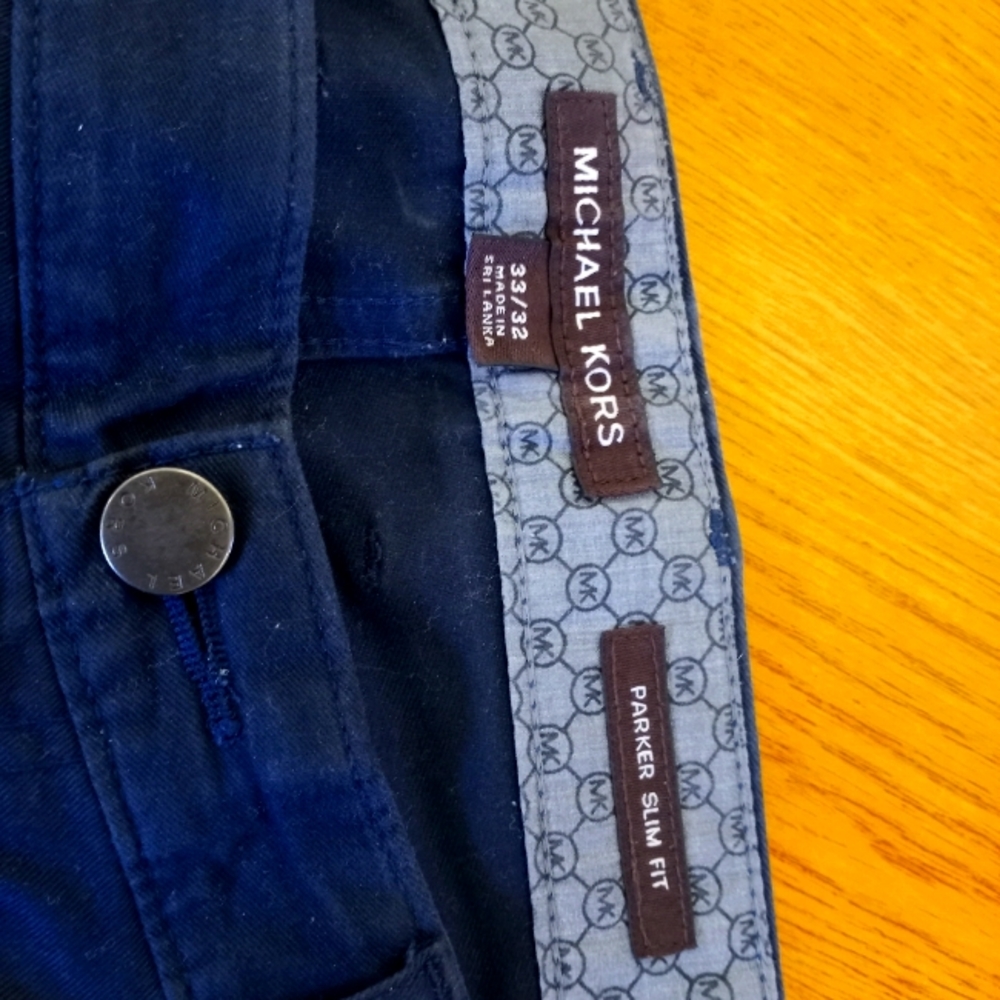 MICHAEL KORS
33/32
MADE IN
SRI LANKA
PARKER SLIM FIT
MICHAEL
KORS
MK